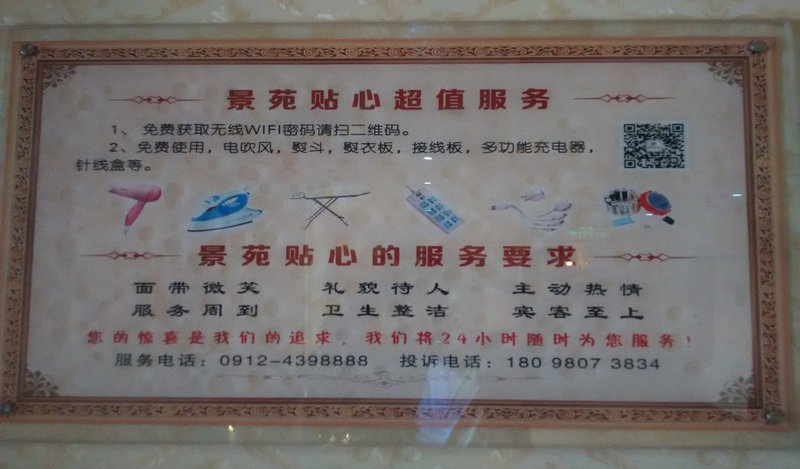 景苑贴心超值服务
1、免费获取无线WIFI密码请扫二维码。
2、免费使用，电吹风，熨斗，熨衣板，接线板，多功能充电器，
针线盒等。
景苑贴心的服务要求
面带微笑 礼貌待人 主动热情
服务周到 卫生整洁 宾客至上
您的惊喜是我们的追求，我们将24小时随时为您服务！
服务电话：0912-4398888 投诉电话：180 9807 3834